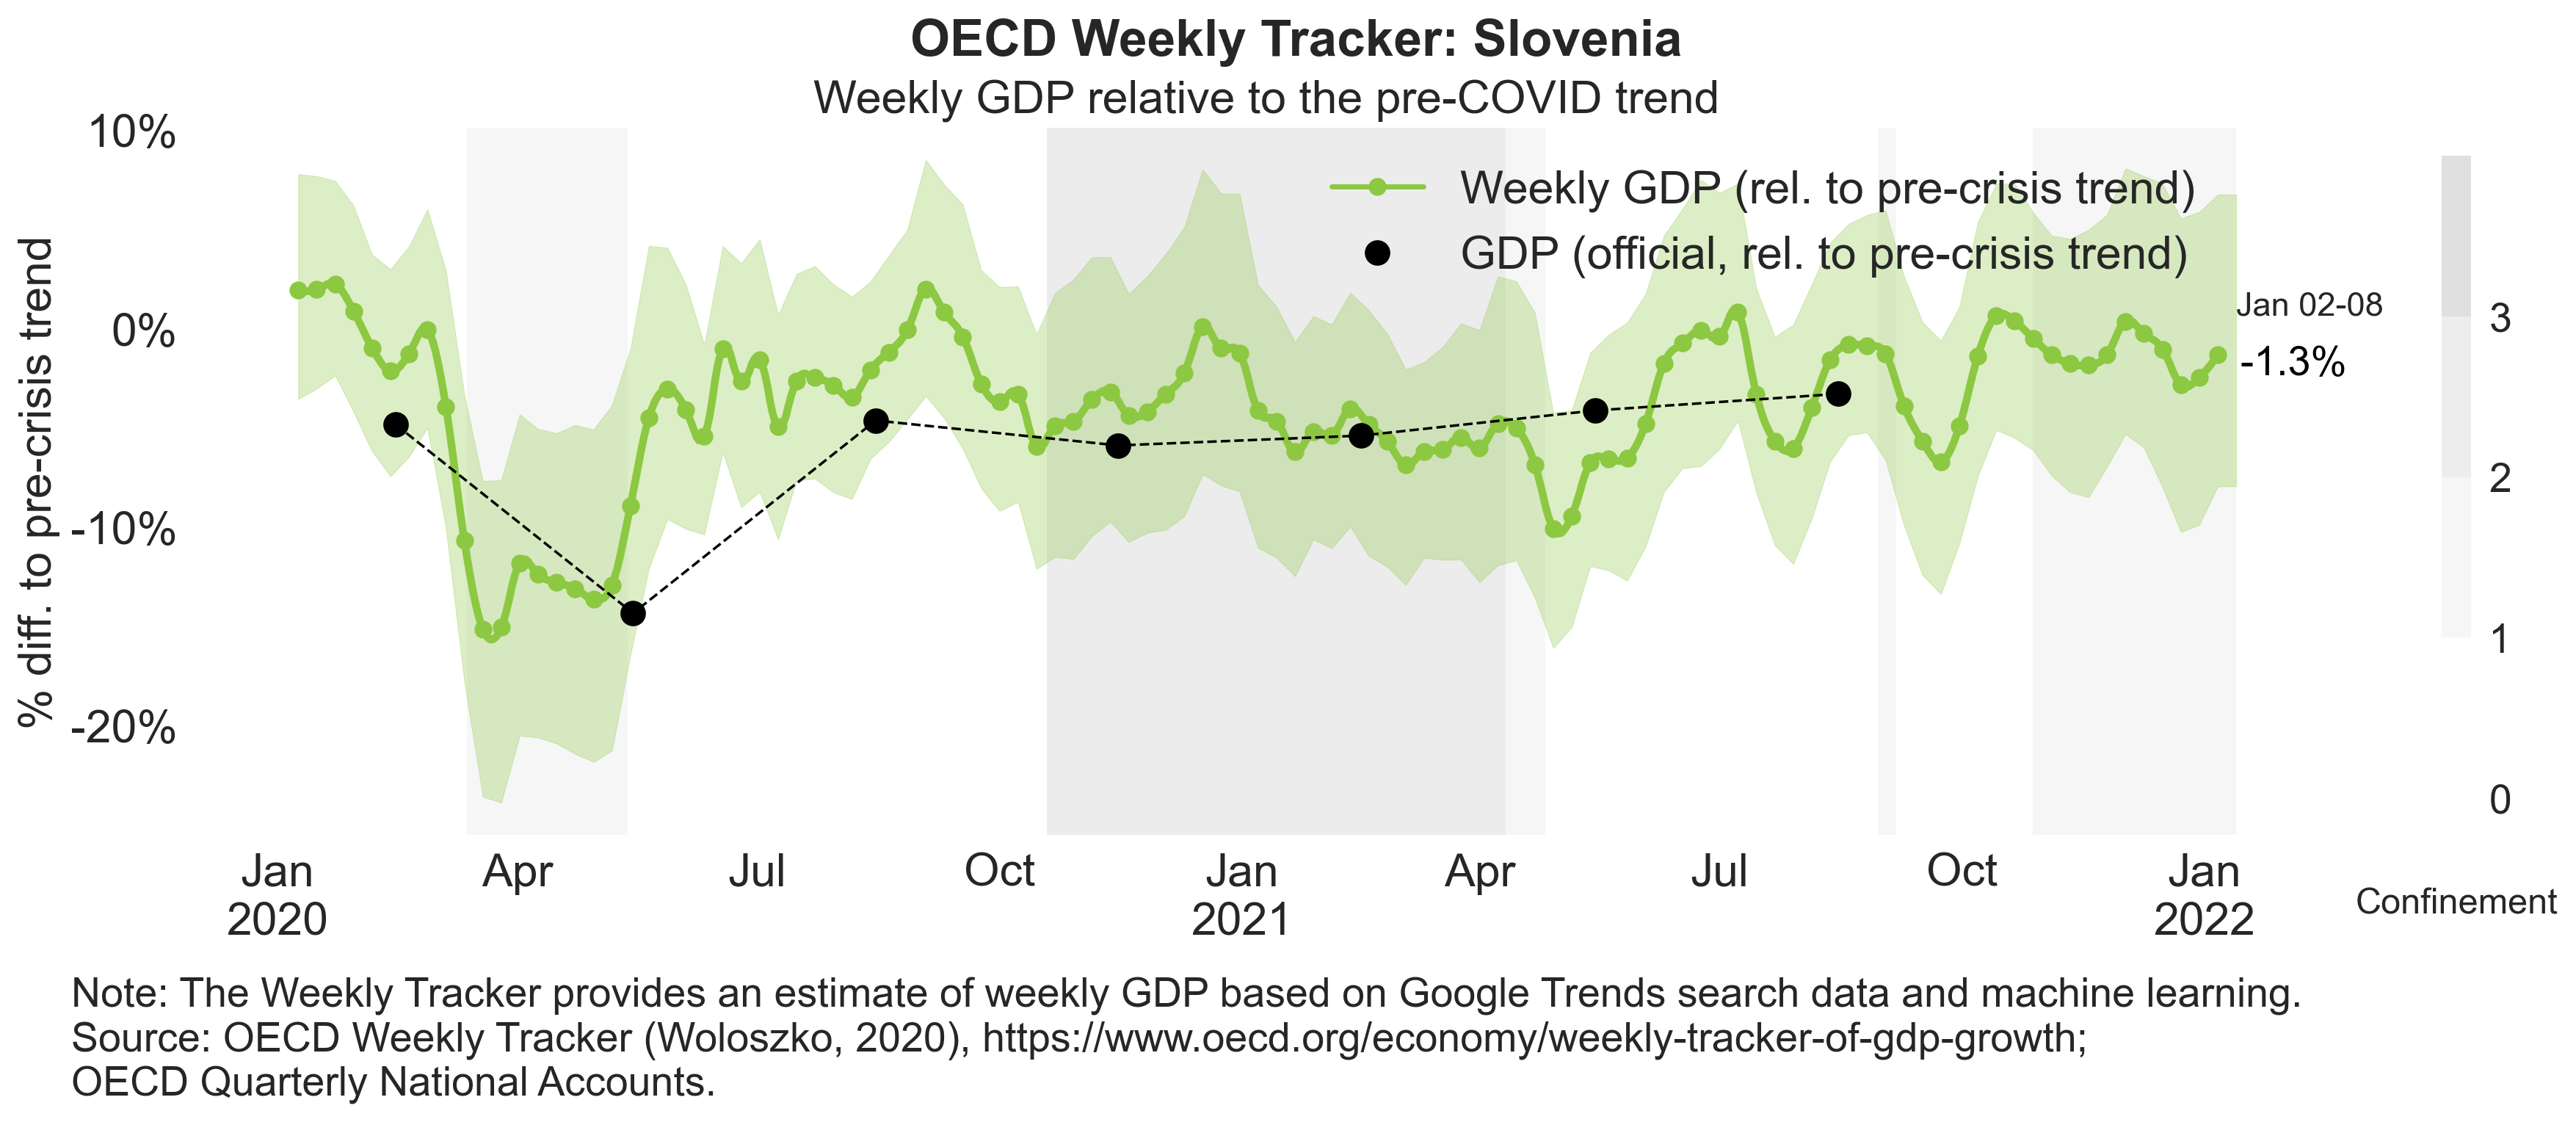 OECD Weekly Tracker: Slovenia
Weekly GDP relative to the pre-COVID trend
10%
0%
-10%
-20%
% diff. to pre-crisis trend
Weekly GDP (rel. to pre-crisis trend)
GDP (official, rel. to pre-crisis trend)
Jan 02-08
-1.3%
3
2
1
0
Confinement
Jan Apr Jul Oct Jan Apr Jul Oct Jan
2020 2021 2022
Note: The Weekly Tracker provides an estimate of weekly GDP based on Google Trends search data and machine learning.
Source: OECD Weekly Tracker (Woloszko, 2020), https://www.oecd.org/economy/weekly-tracker-of-gdp-growth;
OECD Quarterly National Accounts.